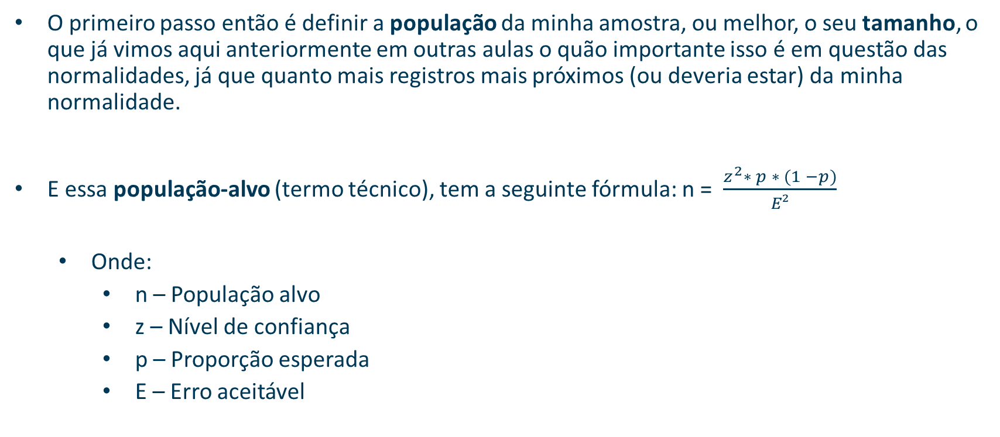 • O primeiro passo então é definir a população da minha amostra, ou melhor, o seu tamanho, o
que já vimos aqui anteriormente em outras aulas o quão importante isso é em questão das
normalidades, já que quanto mais registros mais próximos (ou deveria estar) da minha
normalidade.
• E essa população-alvo (termo técnico), tem a seguinte fórmula: n = \frac{z^2 * p * (1 - p)}{E^2}
• Onde:
• n – População alvo
• z – Nível de confiança
• p – Proporção esperada
• E – Erro aceitável